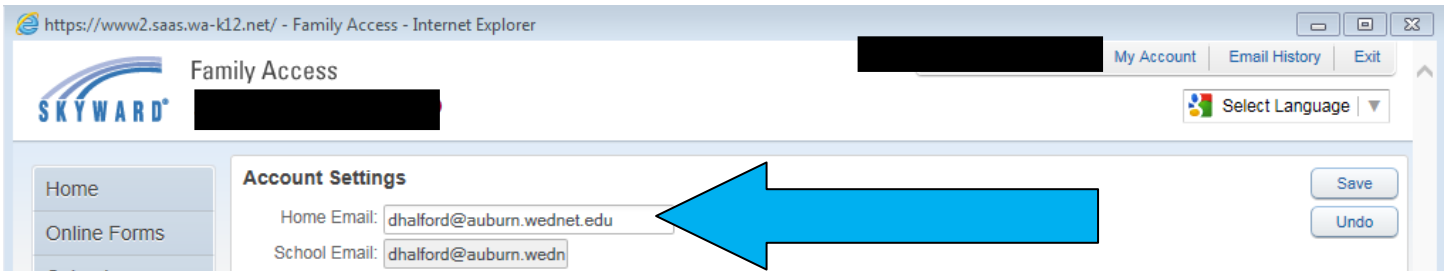 https://www2.saas.wa-k12.net/ - Family Access - Internet Explorer
My Account Email History Exit
Family Access
SKYWARD®
Select Language
Home
Account Settings
Save
Home Email: dhalford@auburn.wednet.edu
Undo
Online Forms
School Email: dhalford@auburn.wedn